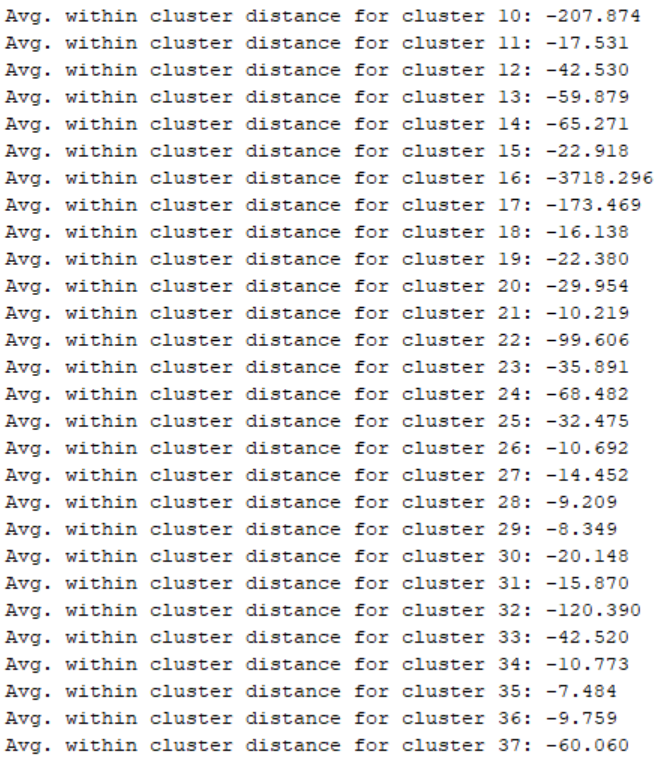 Avg. within cluster distance for cluster 10: -207.874
Avg. within cluster distance for cluster 11: -17.531
Avg. within cluster distance for cluster 12: -42.530
Avg. within cluster distance for cluster 13: -59.879
Avg. within cluster distance for cluster 14: -65.271
Avg. within cluster distance for cluster 15: -22.918
Avg. within cluster distance for cluster 16: -3718.296
Avg. within cluster distance for cluster 17: -173.469
Avg. within cluster distance for cluster 18: -16.138
Avg. within cluster distance for cluster 19: -22.380
Avg. within cluster distance for cluster 20: -29.954
Avg. within cluster distance for cluster 21: -10.219
Avg. within cluster distance for cluster 22: -99.606
Avg. within cluster distance for cluster 23: -35.891
Avg. within cluster distance for cluster 24: -68.482
Avg. within cluster distance for cluster 25: -32.475
Avg. within cluster distance for cluster 26: -10.692
Avg. within cluster distance for cluster 27: -14.452
Avg. within cluster distance for cluster 28: -9.209
Avg. within cluster distance for cluster 29: -8.349
Avg. within cluster distance for cluster 30: -20.148
Avg. within cluster distance for cluster 31: -15.870
Avg. within cluster distance for cluster 32: -120.390
Avg. within cluster distance for cluster 33: -42.520
Avg. within cluster distance for cluster 34: -10.773
Avg. within cluster distance for cluster 35: -7.484
Avg. within cluster distance for cluster 36: -9.759
Avg. within cluster distance for cluster 37: -60.060